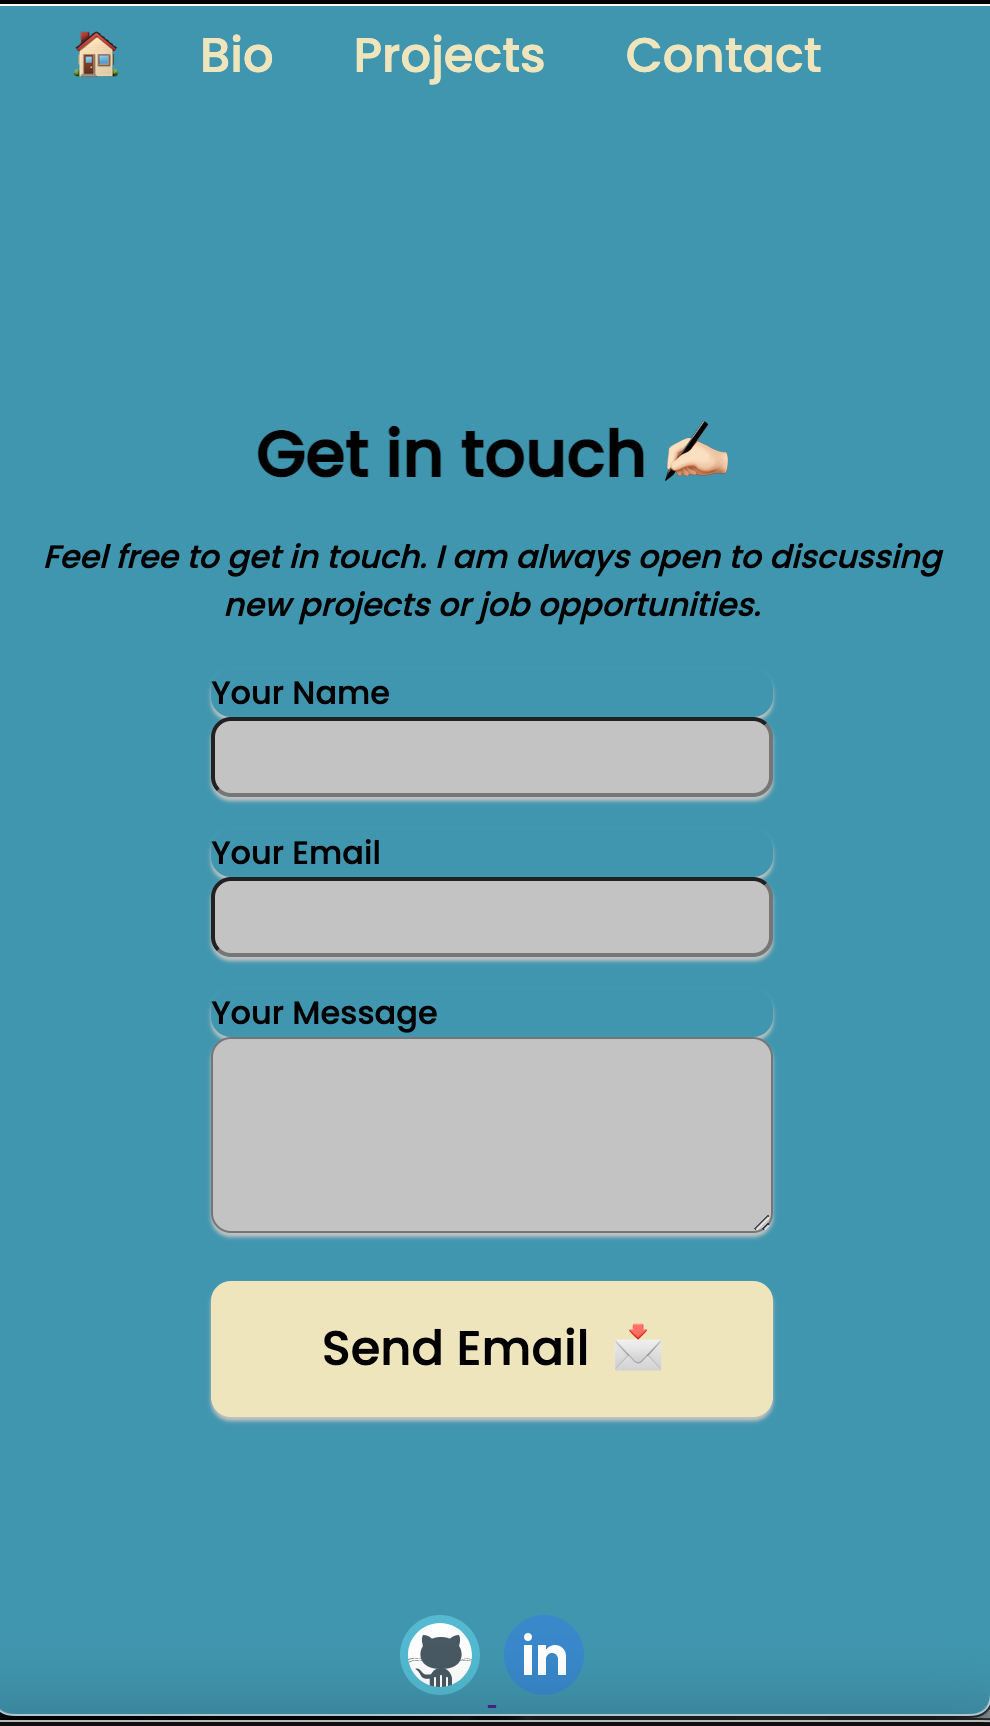 🏠 Bio Projects Contact
Get in touch ✍🏻
Feel free to get in touch. I am always open to discussing
new projects or job opportunities.
Your Name
Your Email
Your Message
Send Email 📩
in